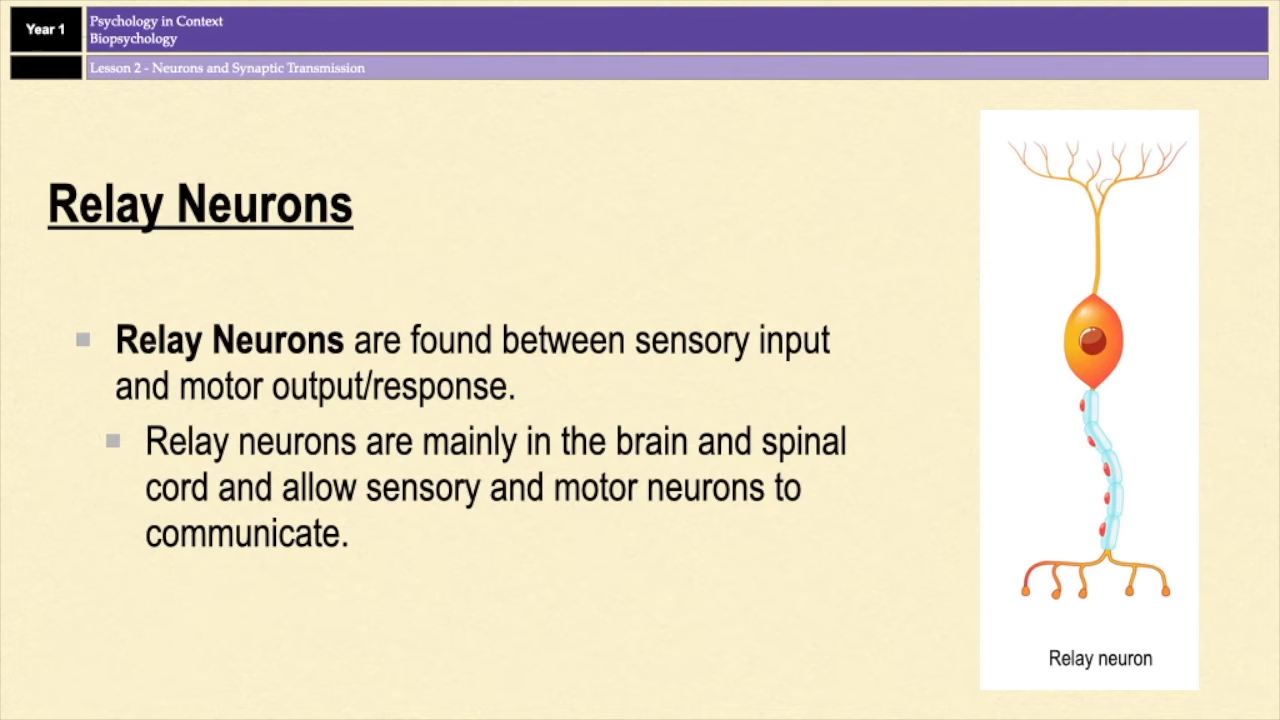 Year 1
Psychology in Context
Biopsychology
Lesson 2 - Neurons and Synaptic Transmission
Relay Neurons
Relay Neurons are found between sensory input
and motor output/response.
Relay neurons are mainly in the brain and spinal
cord and allow sensory and motor neurons to
communicate.
Relay neuron